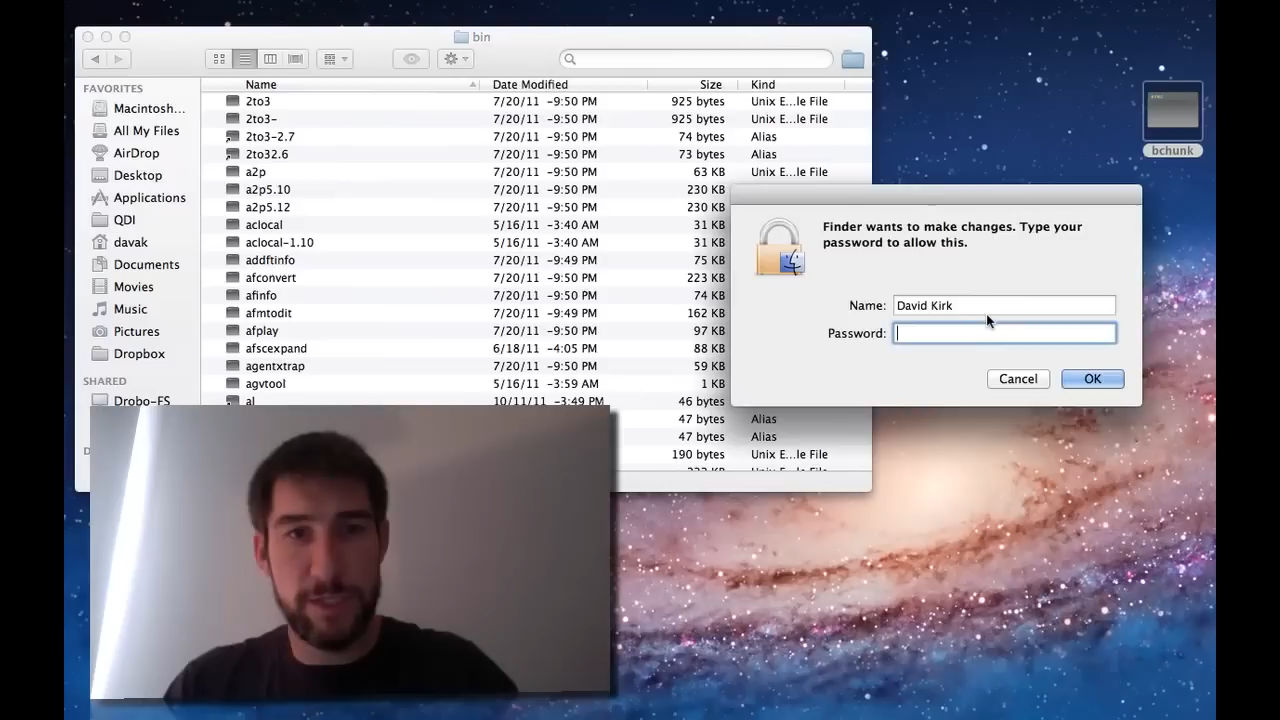 bin
FAVORITES
Macintosh...
All My Files
AirDrop
Desktop
Applications
QDI
davak
Documents
Movies
Music
Pictures
Dropbox
SHARED
Drobo-FS
Name Date Modified Size Kind
2to3 7/20/11 -9:50 PM 925 bytes Unix E...le File
2to3- 7/20/11 -9:50 PM 925 bytes Unix E...le File
2to3-2.7 7/20/11 -9:50 PM 74 bytes Alias
2to32.6 7/20/11 -9:50 PM 73 bytes Alias
a2p 7/20/11 -9:50 PM 63 KB Unix E...le File
a2p5.10 7/20/11 -9:50 PM 230 KB
a2p5.12 7/20/11 -9:50 PM 230 KB
aclocal 5/16/11 -3:40 AM 31 KB
aclocal-1.10 5/16/11 -3:40 AM 31 KB
addftinfo 7/20/11 -9:49 PM 75 KB
afconvert 7/20/11 -9:50 PM 223 KB
afinfo 7/20/11 -9:50 PM 74 KB
afmtodit 7/20/11 -9:49 PM 162 KB
afplay 7/20/11 -9:50 PM 97 KB
afscexpand 6/18/11 -4:05 PM 88 KB
agentxtrap 7/20/11 -9:50 PM 59 KB
agvtool 5/16/11 -3:59 AM 1 KB
al 10/11/11 -3:49 PM 46 bytes
47 bytes Alias
47 bytes Alias
190 bytes Unix E...le File
bchunk
Finder wants to make changes. Type your
password to allow this.
Name: David Kirk
Password:
Cancel OK